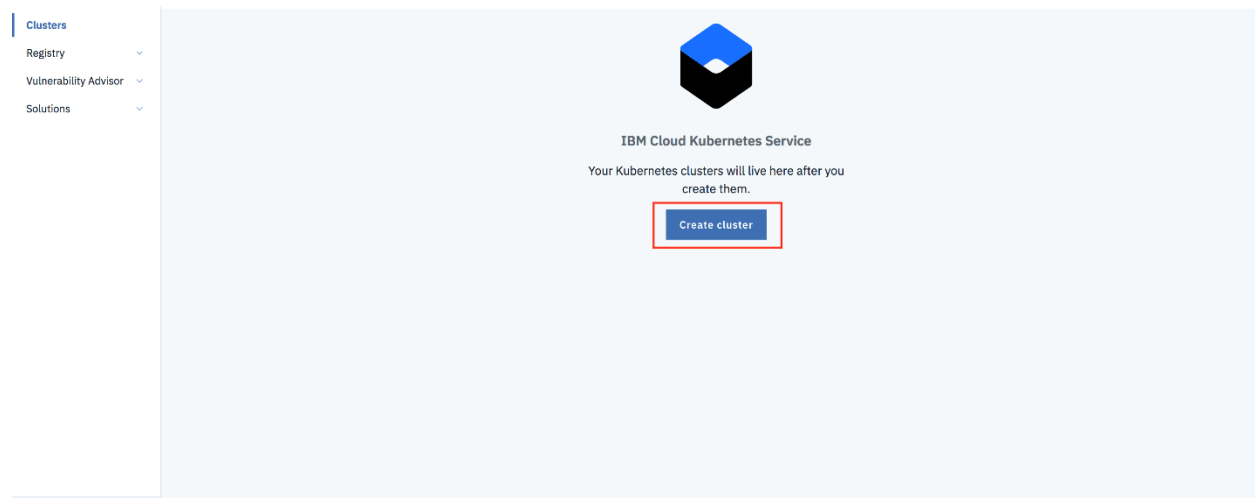 Clusters
Registry
Vulnerability Advisor
Solutions
IBM Cloud Kubernetes Service
Your Kubernetes clusters will live here after you
create them.
Create cluster